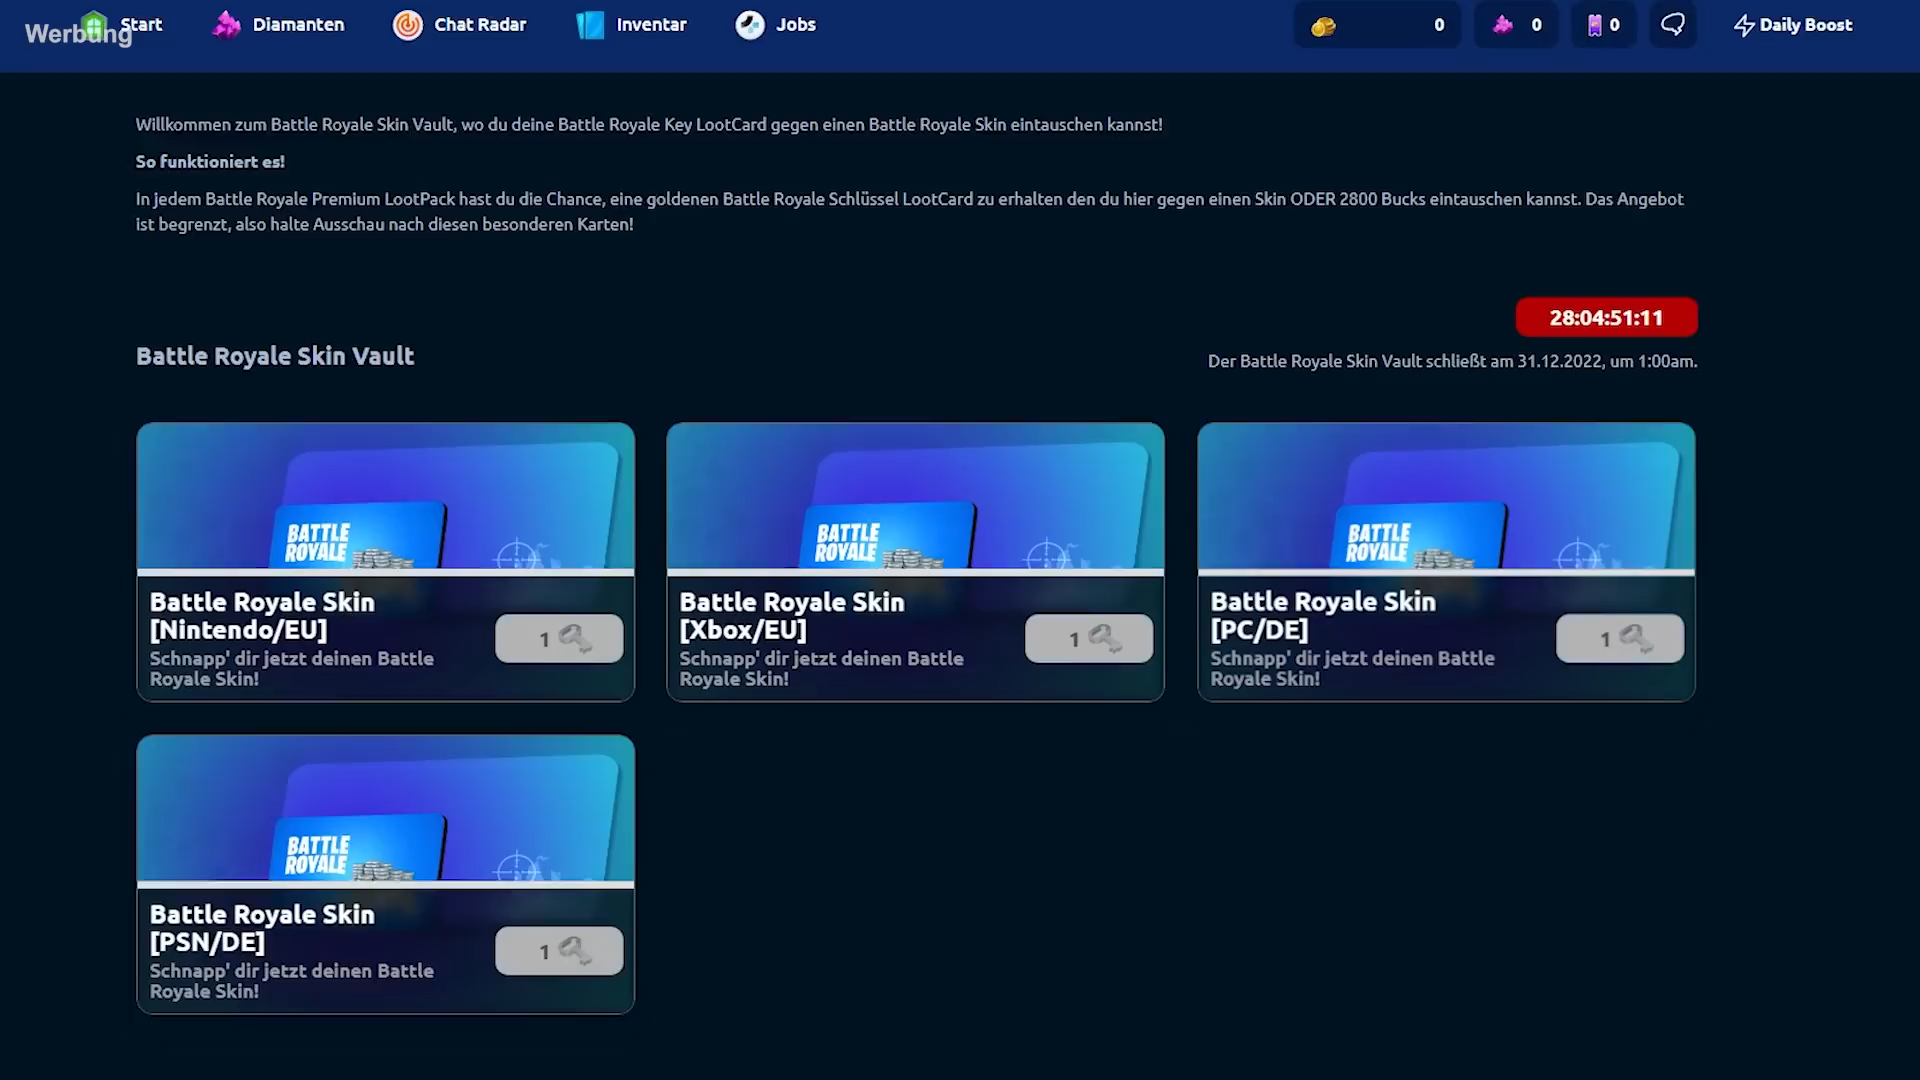 Werbung
Start
Diamanten
Chat Radar
Inventar
Jobs
0
0
0
Daily Boost
Willkommen zum Battle Royale Skin Vault, wo du deine Battle Royale Key LootCard gegen einen Battle Royale Skin eintauschen kannst!
So funktioniert es!
In jedem Battle Royale Premium LootPack hast du die Chance, eine goldenen Battle Royale Schlüssel LootCard zu erhalten den du hier gegen einen Skin ODER 2800 Bucks eintauschen kannst. Das Angebot
ist begrenzt, also halte Ausschau nach diesen besonderen Karten!
28:04:51:11
Battle Royale Skin Vault
Der Battle Royale Skin Vault schließt am 31.12.2022, um 1:00am.
BATTLE
ROYALE
Battle Royale Skin
[Nintendo/EU]
Schnapp' dir jetzt deinen Battle
Royale Skin!
1
BATTLE
ROYALE
Battle Royale Skin
[Xbox/EU]
Schnapp' dir jetzt deinen Battle
Royale Skin!
1
BATTLE
ROYALE
Battle Royale Skin
[PC/DE]
Schnapp' dir jetzt deinen Battle
Royale Skin!
1
BATTLE
ROYALE
Battle Royale Skin
[PSN/DE]
Schnapp' dir jetzt deinen Battle
Royale Skin!
1